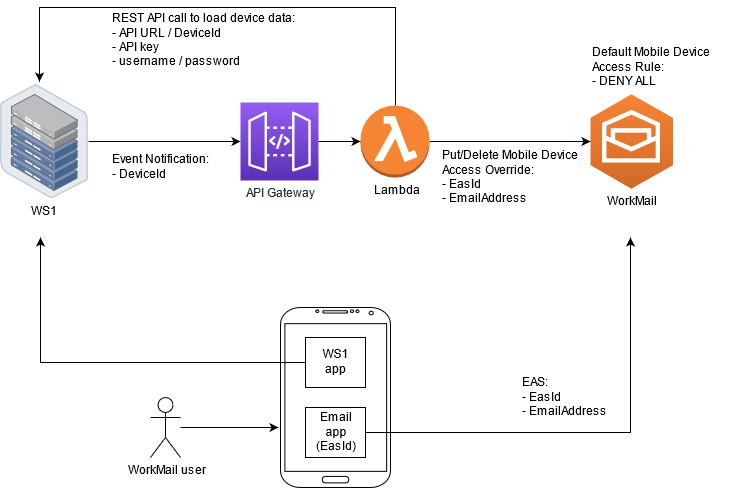 REST API call to load device data:
- API URL / DeviceId
- API key
- username / password
Default Mobile Device
Access Rule:
- DENY ALL
Event Notification:
- DeviceId
API Gateway
Lambda
Put/Delete Mobile Device
Access Override:
- EasId
- EmailAddress
WorkMail
WS1
WS1
app
Email
app
(EasId)
EAS:
- EasId
- EmailAddress
WorkMail user